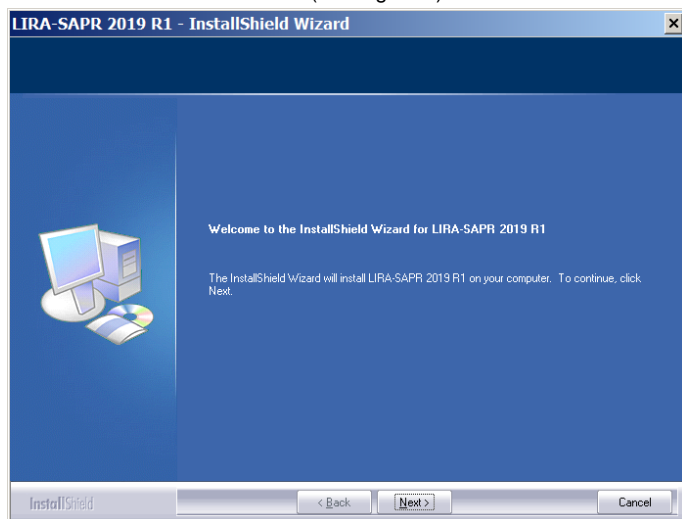 LIRA-SAPR 2019 R1 - InstallShield Wizard
Welcome to the InstallShield Wizard for LIRA-SAPR 2019 R1
The InstallShield Wizard will install LIRA-SAPR 2019 R1 on your computer. To continue, click
Next.
InstallShield
< Back
Next >
Cancel